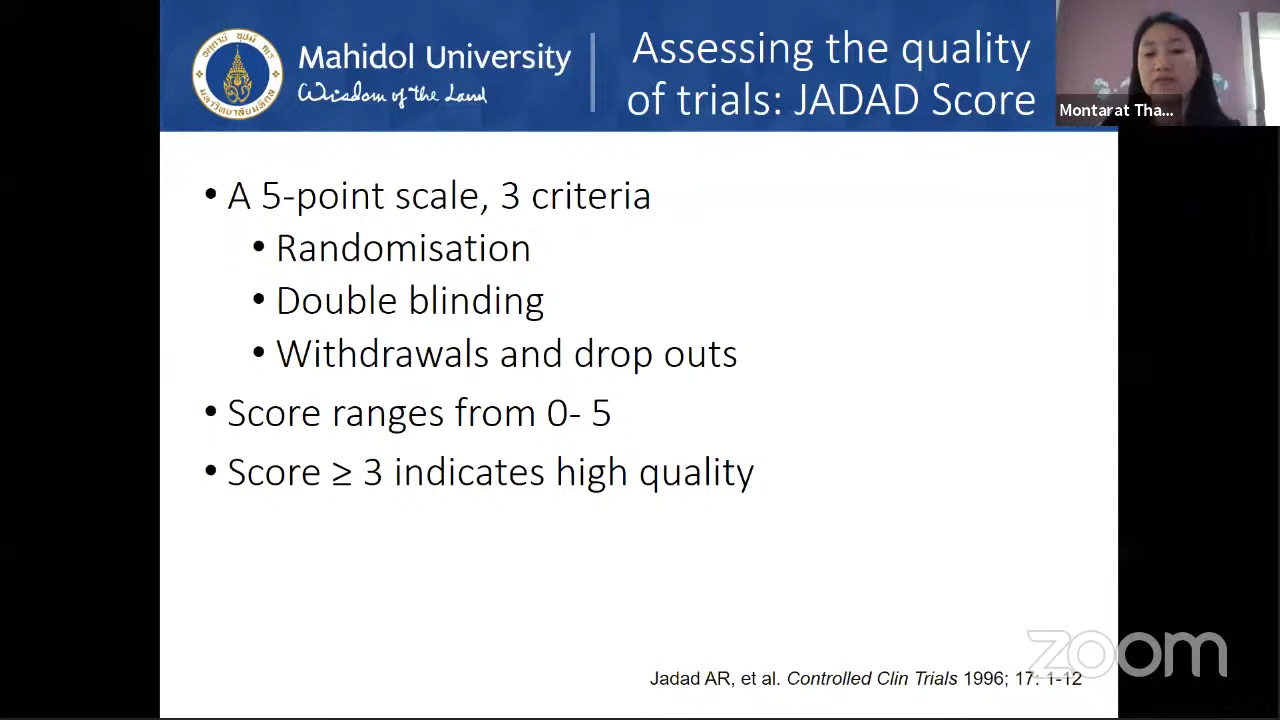 Mahidol University
Wisdom of the Land
Assessing the quality
of trials: JADAD Score
Montarat Tha...
• A 5-point scale, 3 criteria
• Randomisation
• Double blinding
• Withdrawals and drop outs
• Score ranges from 0- 5
• Score ≥ 3 indicates high quality
zoom
Jadad AR, et al. Controlled Clin Trials 1996; 17: 1-12